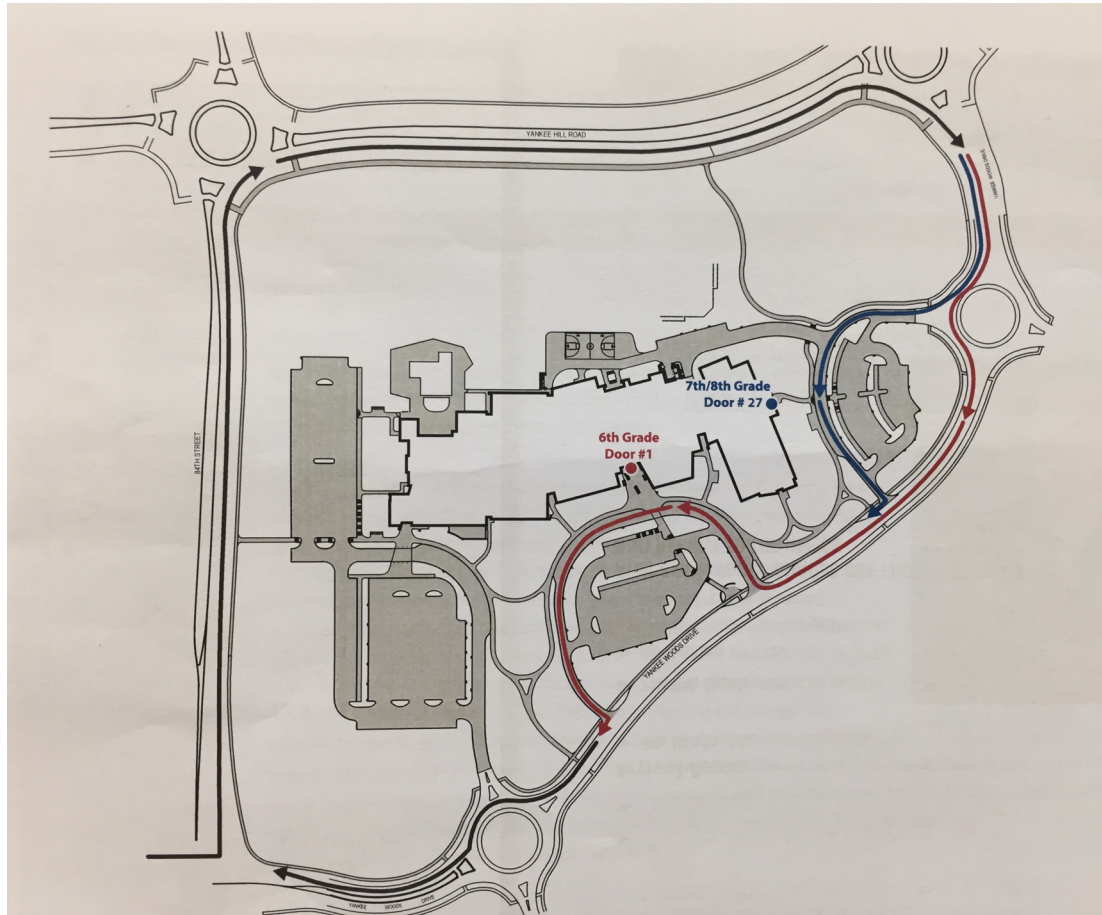 YANKEE HILL ROAD
YANKEE WOODS DRIVE
84TH STREET
7th/8th Grade
Door # 27
6th Grade
Door #1
YANKEE WOODS DRIVE
YANKEE WOODS DRIVE